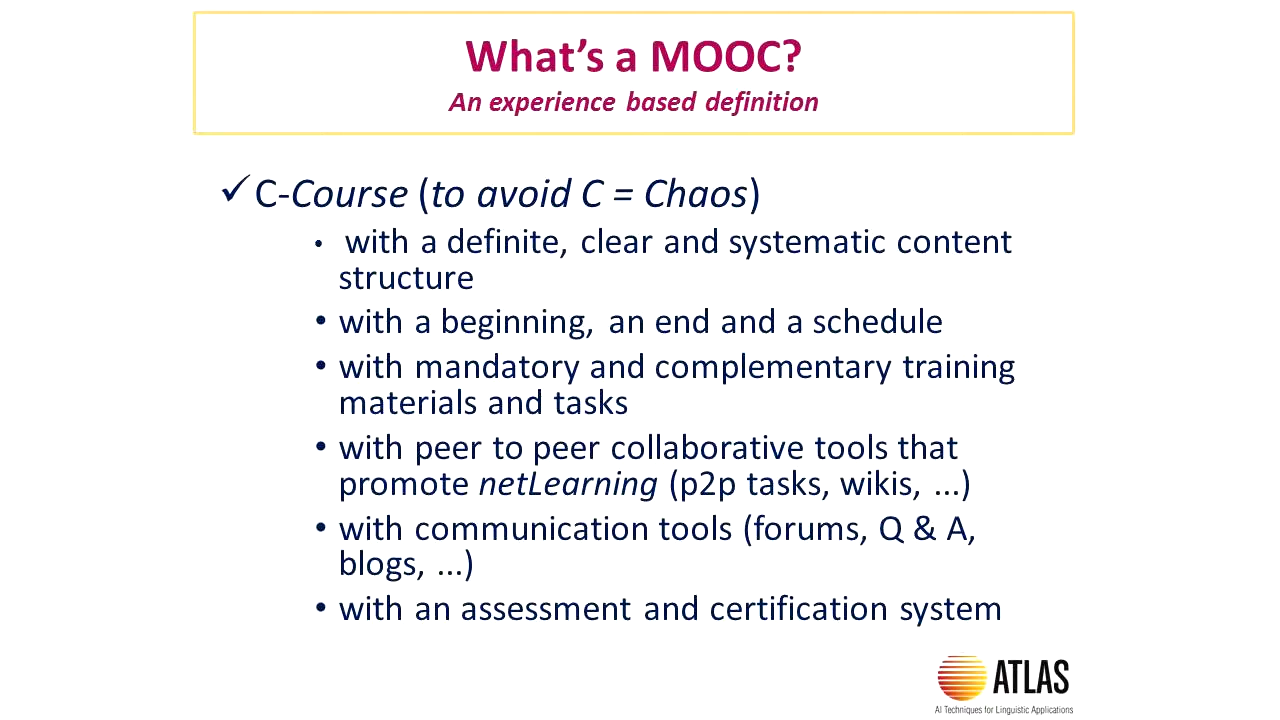 What's a MOOC?
An experience based definition
✓C-Course (to avoid C = Chaos)
• with a definite, clear and systematic content
structure
• with a beginning, an end and a schedule
• with mandatory and complementary training
materials and tasks
• with peer to peer collaborative tools that
promote netLearning (p2p tasks, wikis, ...)
• with communication tools (forums, Q & A,
blogs, ...)
• with an assessment and certification system
ATLAS
AI Techniques for Linguistic Applications